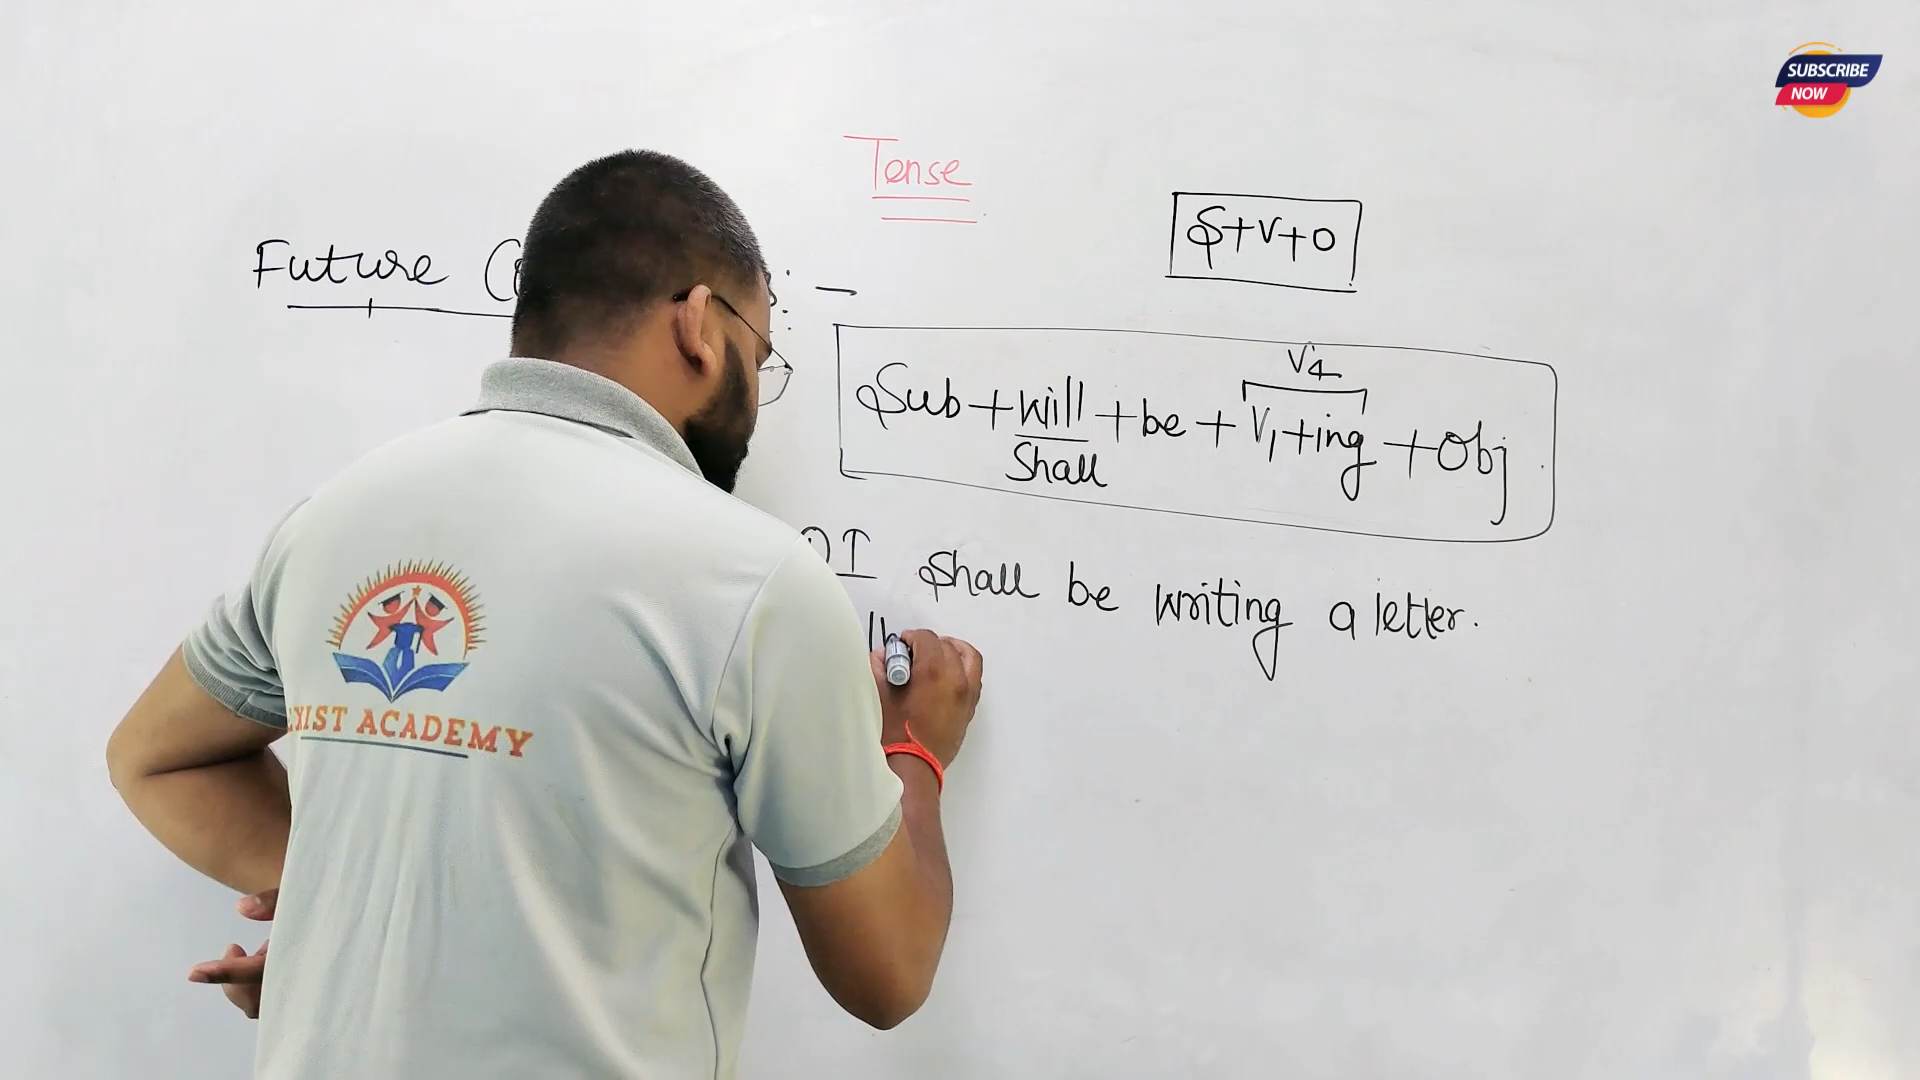 SUBSCRIBE
NOW
Tense
S+V+O
Future
V4
Sub + will + be + V1+ing + Obj
Shall
I shall be writing a letter.
ACADEMY